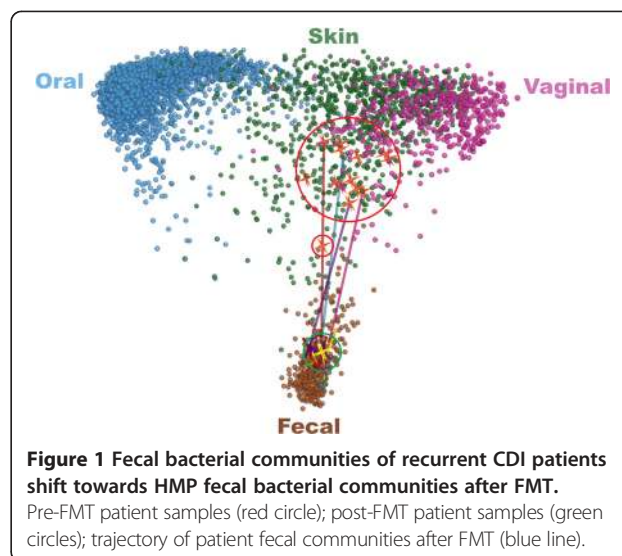 Skin
Oral
Vaginal
Fecal
Figure 1 Fecal bacterial communities of recurrent CDI patients
shift towards HMP fecal bacterial communities after FMT.
Pre-FMT patient samples (red circle); post-FMT patient samples (green
circles); trajectory of patient fecal communities after FMT (blue line).